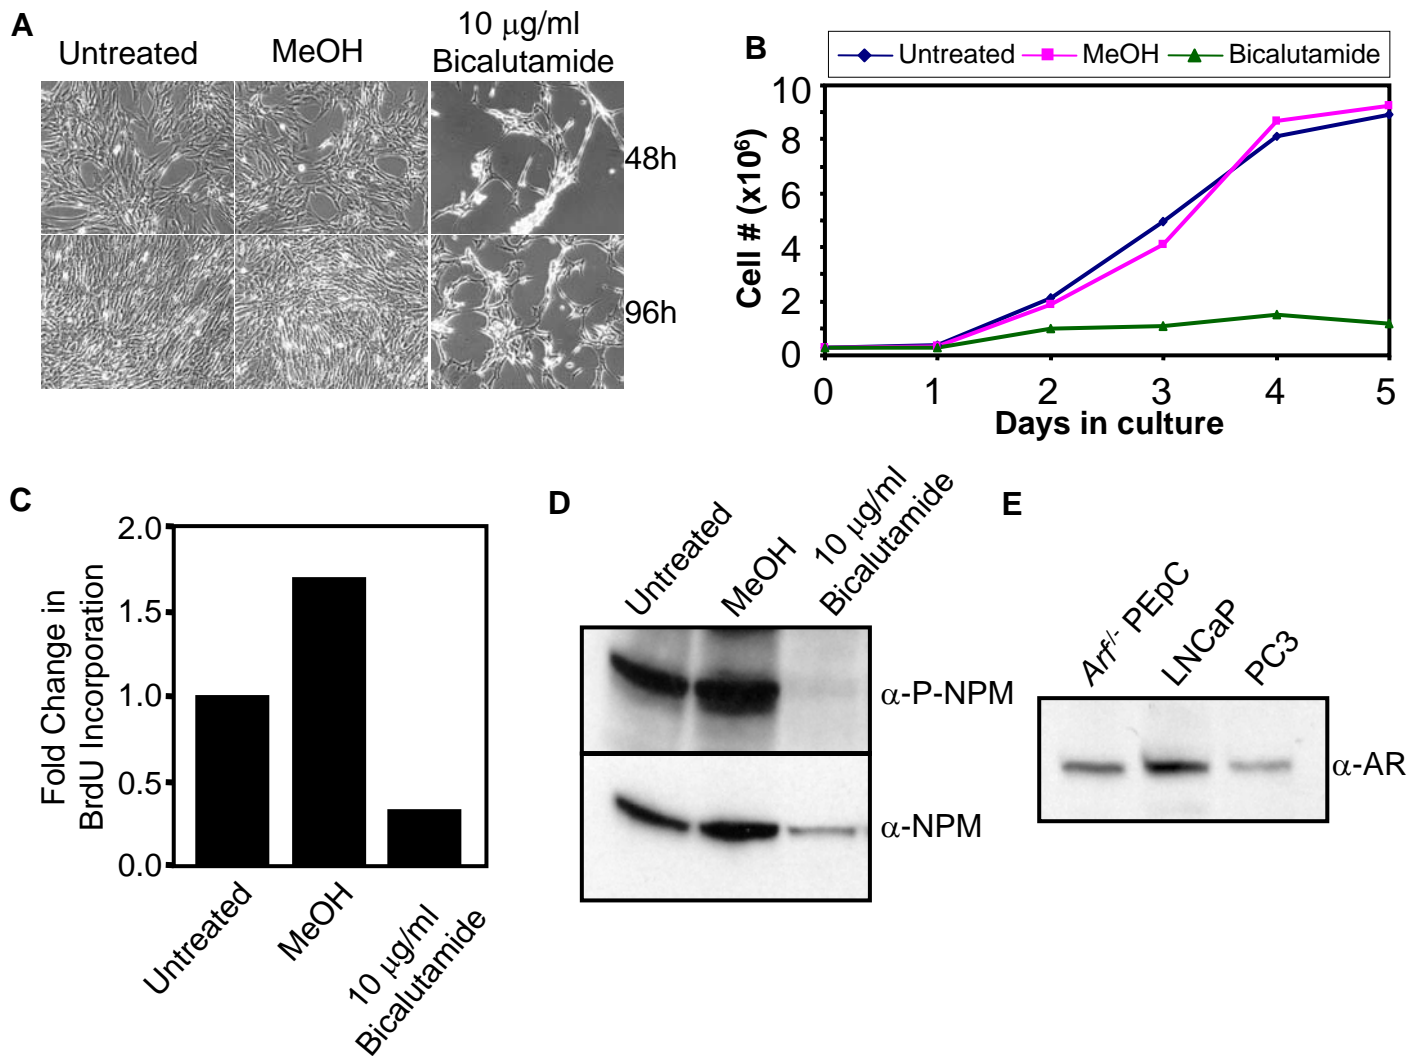 A
Untreated
MeOH
10 μg/ml
Bicalutamide
48h
96h
B
Untreated MeOH Bicalutamide
Cell # (x10⁶)
10
8
6
4
2
0
0 1 2 3 4 5
Days in culture
C
Fold Change in
BrdU Incorporation
2.0
1.5
1.0
0.5
0.0
Untreated
MeOH
10 μg/ml
Bicalutamide
D
Untreated
MeOH
10 μg/ml
Bicalutamide
α-P-NPM
α-NPM
E
Arf⁻/⁻ PEpC
LNCaP
PC3
α-AR